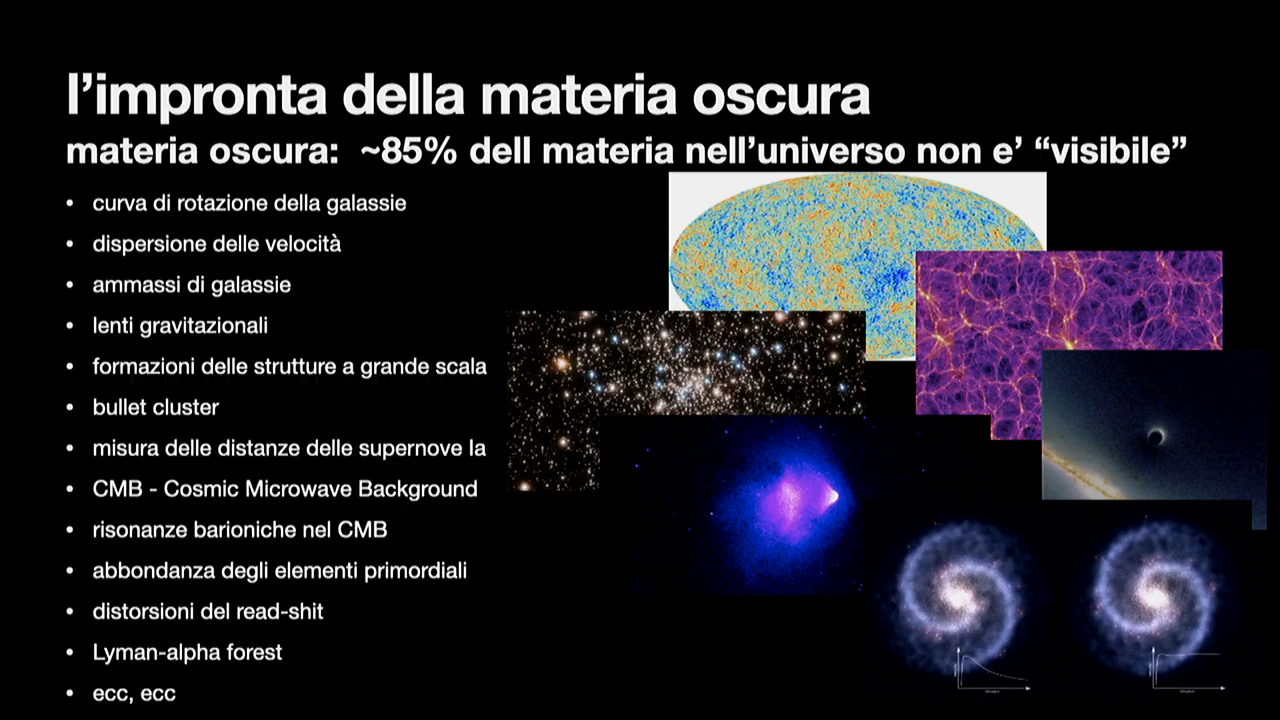 l’impronta della materia oscura
materia oscura: ~85% dell materia nell’universo non e’ “visibile”
• curva di rotazione della galassie
• dispersione delle velocità
• ammassi di galassie
• lenti gravitazionali
• formazioni delle strutture a grande scala
• bullet cluster
• misura delle distanze delle supernove Ia
• CMB - Cosmic Microwave Background
• risonanze barioniche nel CMB
• abbondanza degli elementi primordiali
• distorsioni del read-shit
• Lyman-alpha forest
• ecc, ecc